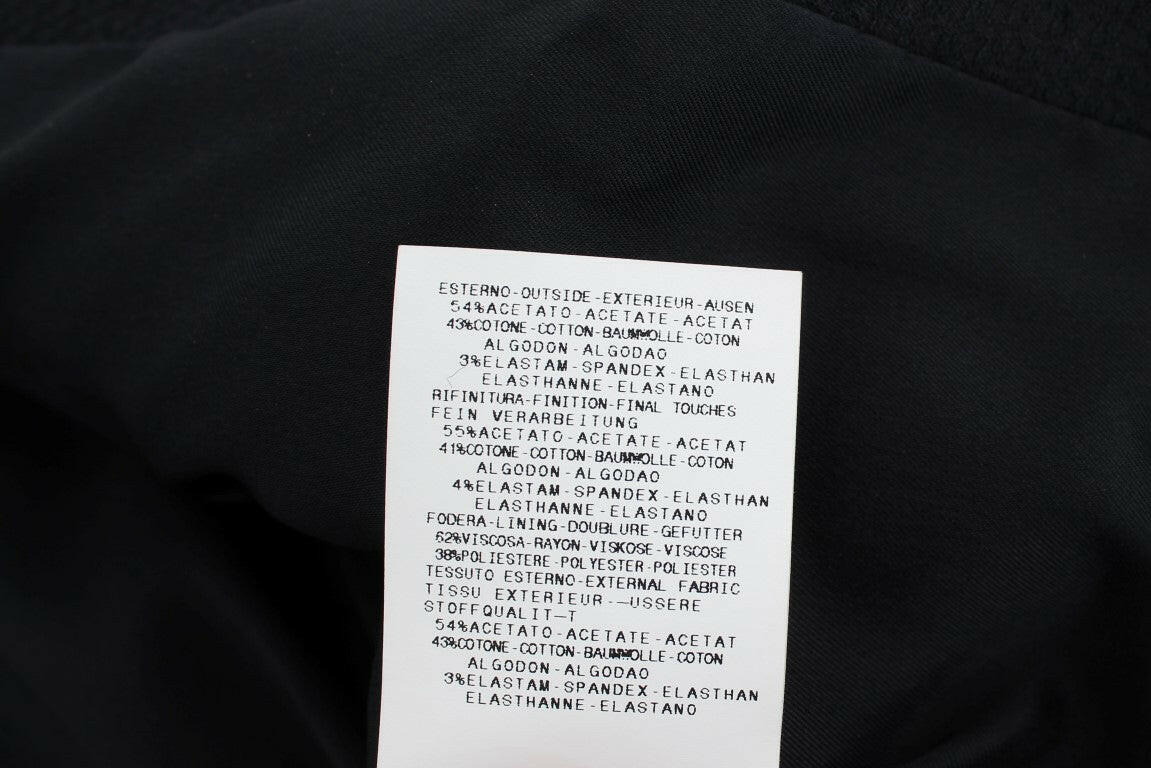 ESTERNO-OUTSIDE-EXTERIEUR-AUSEN
54%ACETATO-ACETATE-ACETAT
43%COTONE-COTTON-BAUMWOLLE-COTON
ALGODON-ALGODAO
3%ELASTAM-SPANDEX-ELASTHAN
ELASTHANNE-ELASTANO
RIFINITURA-FINITION-FINAL TOUCHES
FEIN VERARBEITUNG
55%ACETATO-ACETATE-ACETAT
41%COTONE-COTTON-BAUMWOLLE-COTON
ALGODON-ALGODAO
4%ELASTAM-SPANDEX-ELASTHAN
ELASTHANNE-ELASTANO
FODERA-LINING-DOUBLURE-GEFUTTER
62%VISCOSA-RAYON-VISKOSE-VISCOSE
38%POLIESTERE-POLYESTER-POLIESTER
TESSUTO ESTERNO-EXTERNAL FABRIC
TISSU EXTERIEUR-—USSERE
STOFFQUALIT—T
54%ACETATO-ACETATE-ACETAT
43%COTONE-COTTON-BAUMWOLLE-COTON
ALGODON-ALGODAO
3%ELASTAM-SPANDEX-ELASTHAN
ELASTHANNE-ELASTANO